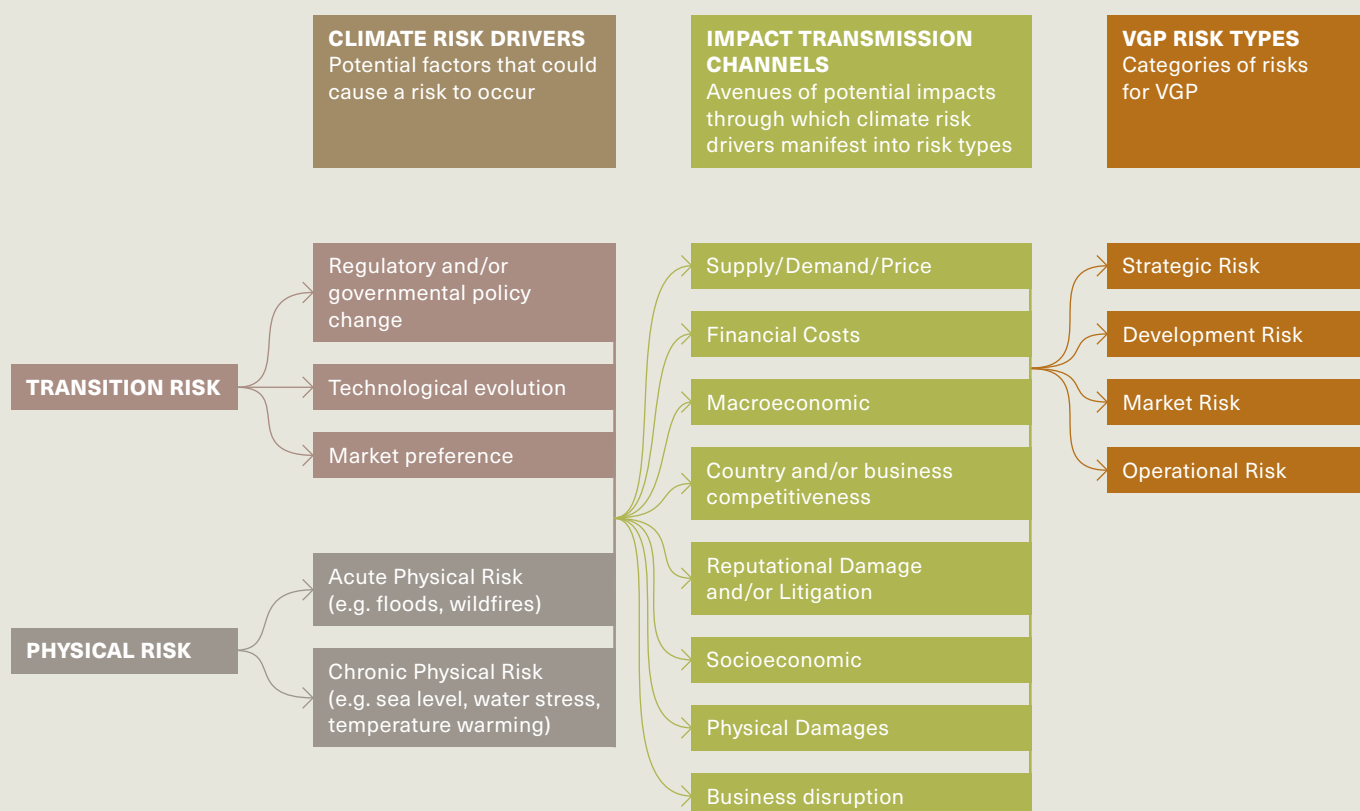 CLIMATE RISK DRIVERS
Potential factors that could
cause a risk to occur
IMPACT TRANSMISSION
CHANNELS
Avenues of potential impacts
through which climate risk
drivers manifest into risk types
VGP RISK TYPES
Categories of risks
for VGP
TRANSITION RISK
Regulatory and/or
governmental policy
change
Technological evolution
Market preference
PHYSICAL RISK
Acute Physical Risk
(e.g. floods, wildfires)
Chronic Physical Risk
(e.g. sea level, water stress,
temperature warming)
Supply/Demand/Price
Financial Costs
Macroeconomic
Country and/or business
competitiveness
Reputational Damage
and/or Litigation
Socioeconomic
Physical Damages
Business disruption
Strategic Risk
Development Risk
Market Risk
Operational Risk